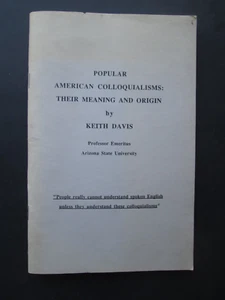 POPULAR
AMERICAN COLLOQUIALISMS:
THEIR MEANING AND ORIGIN
by
KEITH DAVIS
Professor Emeritus
Arizona State University
"People really cannot understand spoken English
unless they understand these colloquialisms"